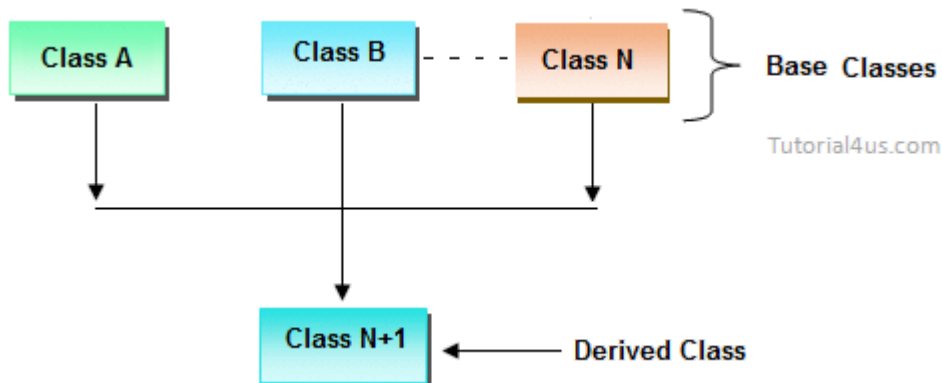 Class A
Class B
Class N
Base Classes
Tutorial4us.com
Class N+1
Derived Class